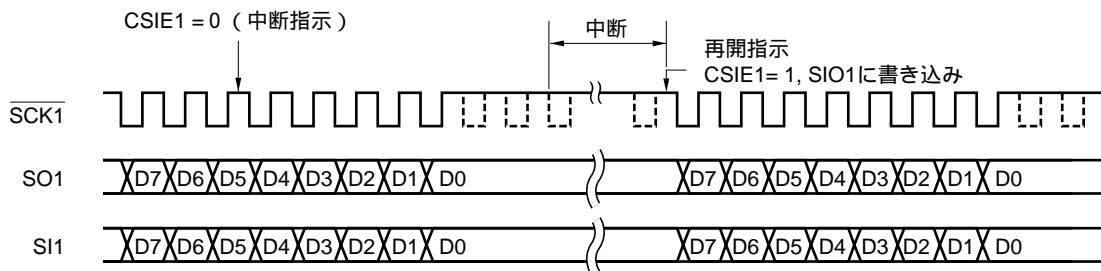 CSIE1 = 0 （中断指示）
中断
再開指示
CSIE1= 1, SIO1に書き込み
SCK1
SO1 D7 D6 D5 D4 D3 D2 D1 D0 D7 D6 D5 D4 D3 D2 D1 D0
SI1 D7 D6 D5 D4 D3 D2 D1 D0 D7 D6 D5 D4 D3 D2 D1 D0